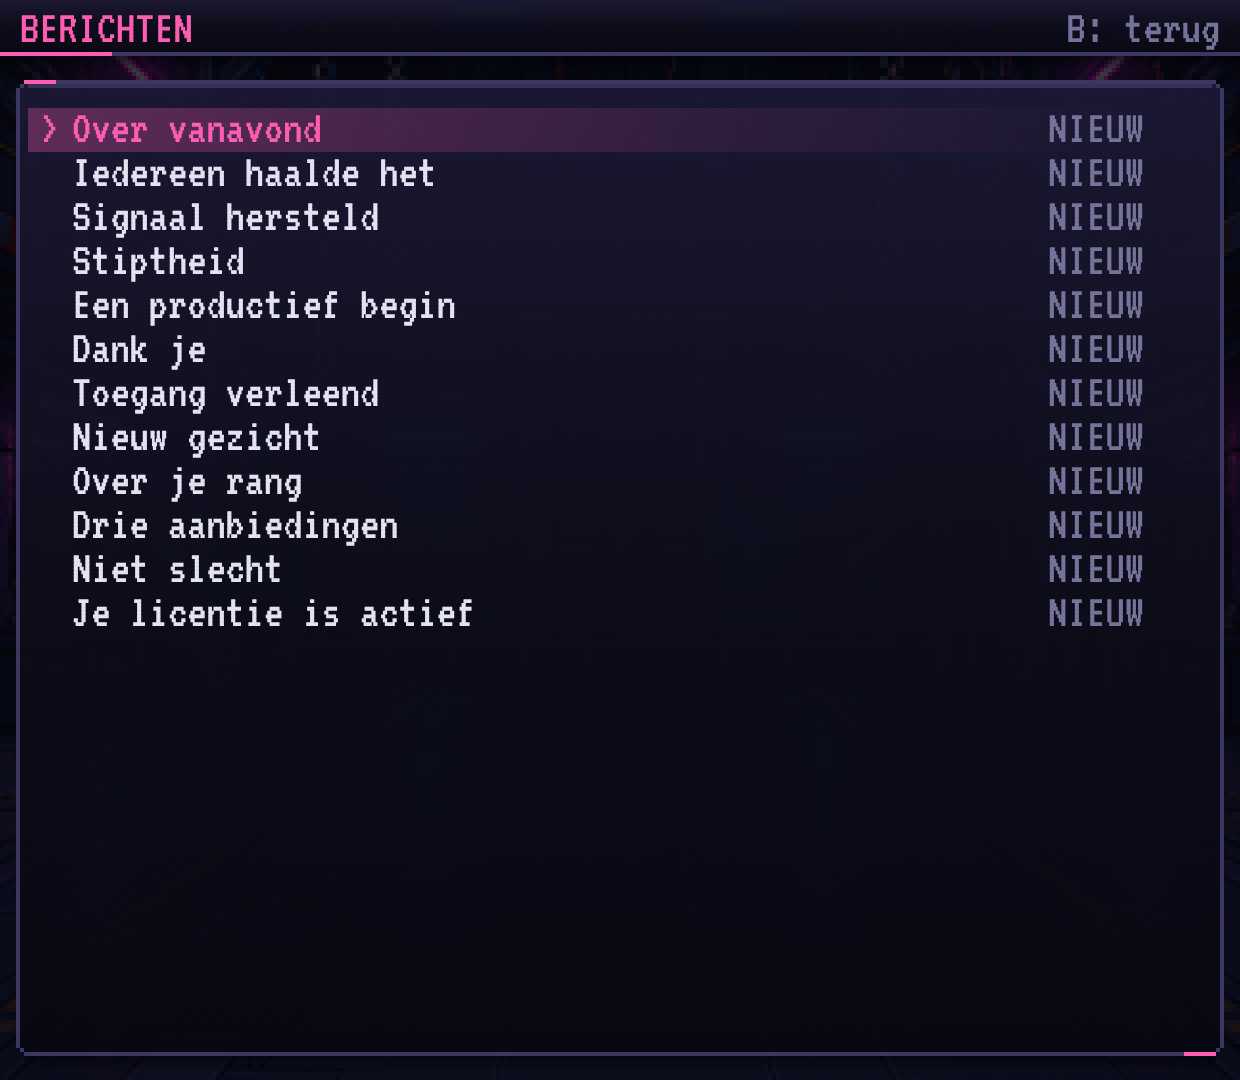 BERICHTEN B: terug
> Over vanavond NIEUW
Iedereen haalde het NIEUW
Signaal hersteld NIEUW
Stiptheid NIEUW
Een productief begin NIEUW
Dank je NIEUW
Toegang verleend NIEUW
Nieuw gezicht NIEUW
Over je rang NIEUW
Drie aanbiedingen NIEUW
Niet slecht NIEUW
Je licentie is actief NIEUW